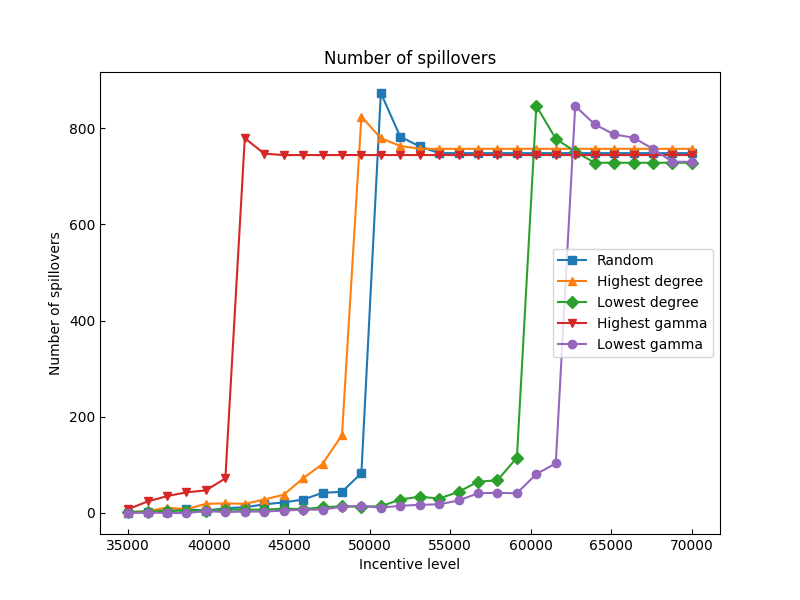 Number of spillovers
Number of spillovers
800
600
400
200
0
Random
Highest degree
Lowest degree
Highest gamma
Lowest gamma
35000 40000 45000 50000 55000 60000 65000 70000
Incentive level